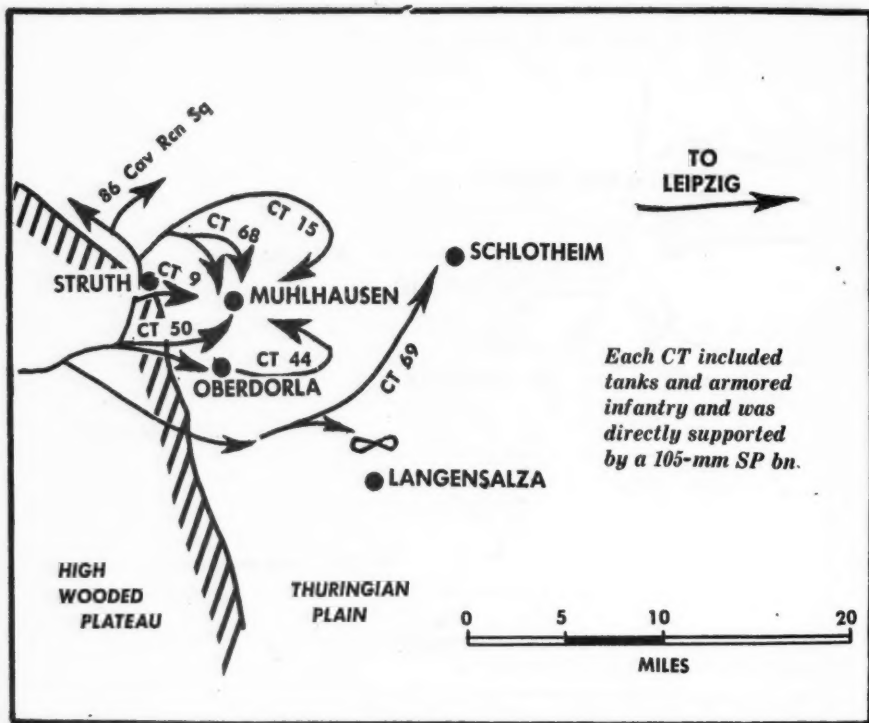 86 Cav Rcn Sq
TO
LEIPZIG
CT 68
CT 15
SCHLOTHEIM
STRUTH
CT 9
MUHLHAUSEN
CT 50
CT 44
OBERDORLA
CT 69
Each CT included
tanks and armored
infantry and was
directly supported
by a 105-mm SP bn.
LANGENSALZA
HIGH
WOODED
PLATEAU
THURINGIAN
PLAIN
0 5 10 20
MILES